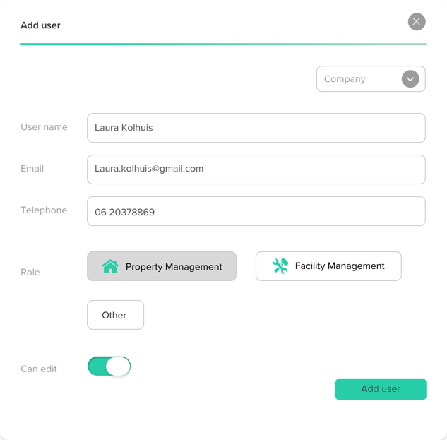 Add user
Company
User name
Laura Kolhuis
Email
Laura.kolhuis@gmail.com
Telephone
06 20378869
Role
Property Management
Facility Management
Other
Can edit
Add user